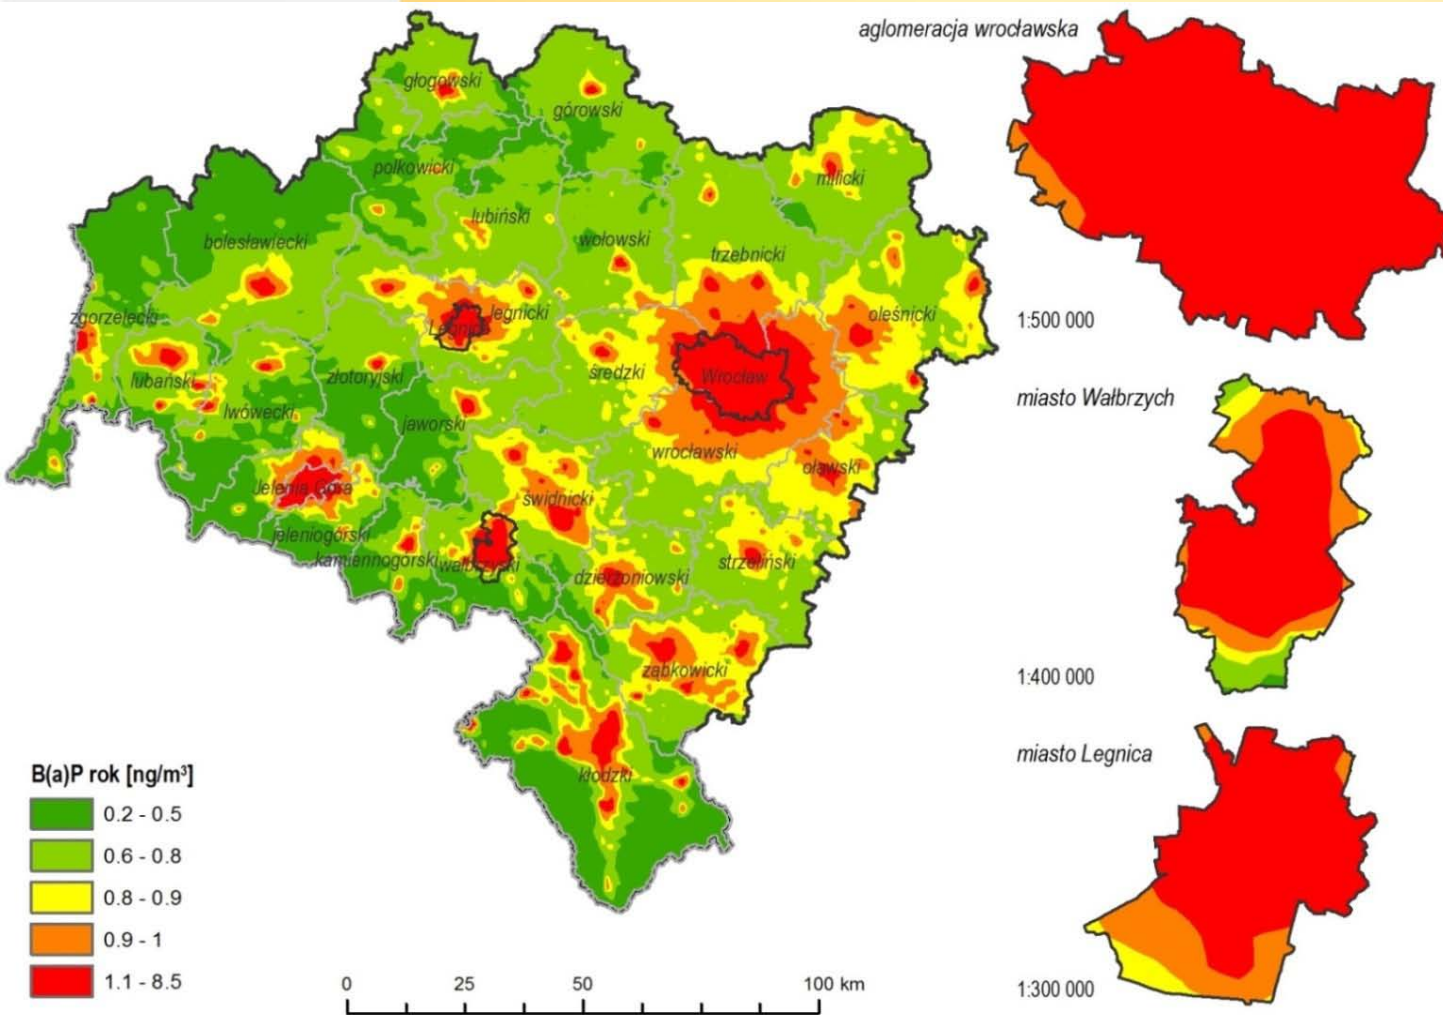 aglomeracja wrocławska
głogowski
górowski
polkowicki
milicki
lubiński
bolesławiecki
wołowski
trzebnicki
zgorzelecki
legnicki
oleśnicki
Legnica
1:500 000
lubański
złotoryjski
średzki
Wrocław
miasto Wałbrzych
lwówecki
jaworski
wrocławski
oławski
Jelenia Góra
świdnicki
jeleniogórski
kamiennogórski
wałbrzyski
strzeliński
dzierżoniowski
ząbkowicki
1:400 000
miasto Legnica
kłodzki
B(a)P rok [ng/m³]
0.2 - 0.5
0.6 - 0.8
0.8 - 0.9
0.9 - 1
1.1 - 8.5
0 25 50 100 km
1:300 000